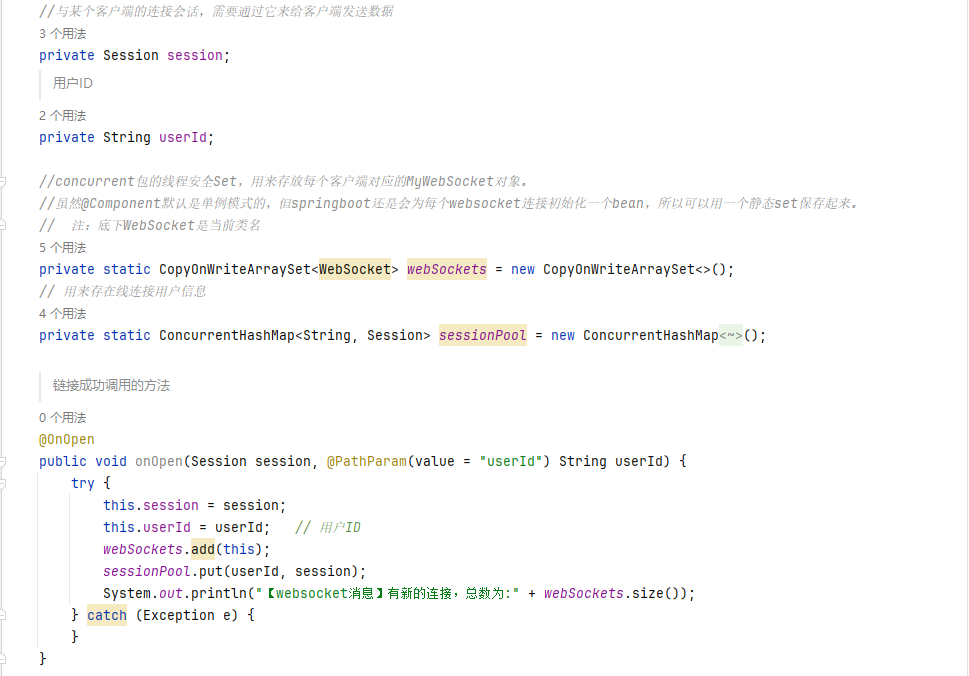 //与某个客户端的连接会话，需要通过它来给客户端发送数据
3 个用法
private Session session;
用户ID
2 个用法
private String userId;
//concurrent包的线程安全Set，用来存放每个客户端对应的MyWebSocket对象。
//虽然@Component默认是单例模式的，但springboot还是会为每个websocket连接初始化一个bean，所以可以用一个静态set保存起来。
//  注：底下WebSocket是当前类名
5 个用法
private static CopyOnWriteArraySet<WebSocket> webSockets = new CopyOnWriteArraySet<>();
// 用来存在线连接用户信息
4 个用法
private static ConcurrentHashMap<String, Session> sessionPool = new ConcurrentHashMap<~>();
链接成功调用的方法
0 个用法
@OnOpen
public void onOpen(Session session, @PathParam(value = "userId") String userId) {
try {
this.session = session;
this.userId = userId;   // 用户ID
webSockets.add(this);
sessionPool.put(userId, session);
System.out.println("【websocket消息】有新的连接，总数为:" + webSockets.size());
} catch (Exception e) {
}
}